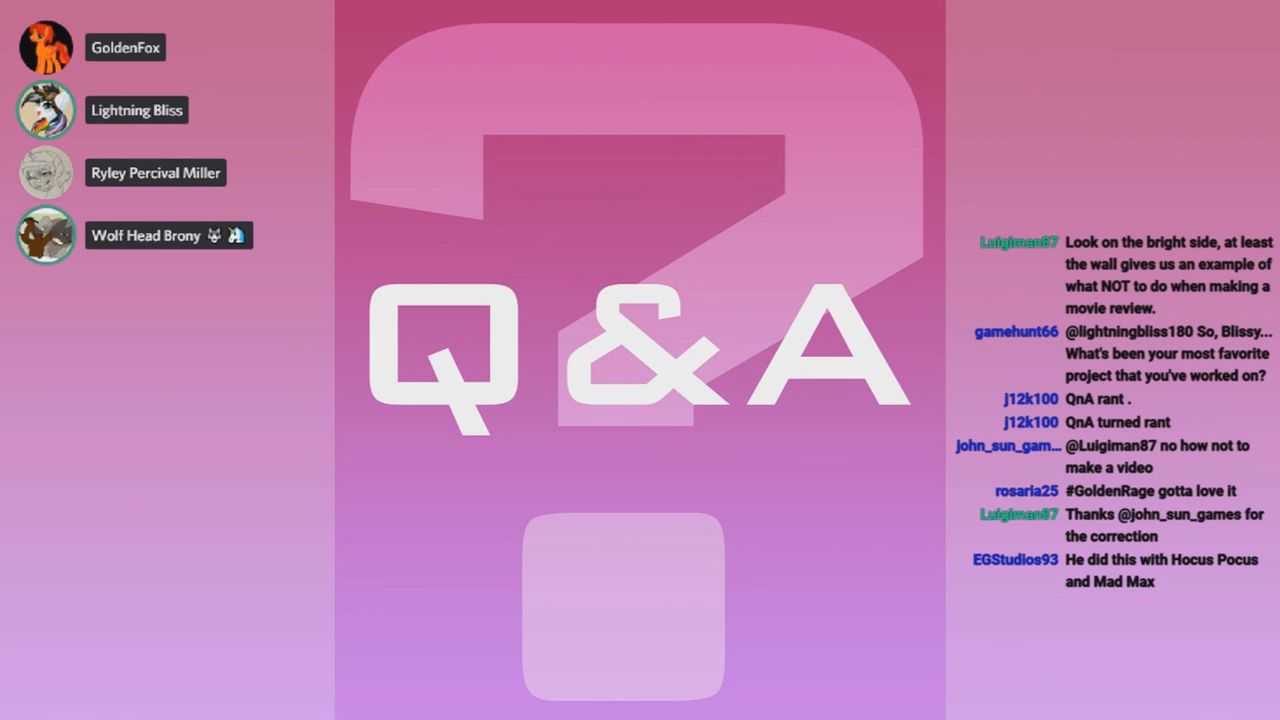 GoldenFox
Lightning Bliss
Ryley Percival Miller
Wolf Head Brony 🐺 🦄
?
Q & A
Luigiman87 Look on the bright side, at least
the wall gives us an example of
what NOT to do when making a
movie review.
gamehunt66 @lightningbliss180 So, Blissy...
What's been your most favorite
project that you've worked on?
j12k100 QnA rant .
j12k100 QnA turned rant
john_sun_gam... @Luigiman87 no how not to
make a video
rosaria25 #GoldenRage gotta love it
Luigiman87 Thanks @john_sun_games for
the correction
EGStudios93 He did this with Hocus Pocus
and Mad Max